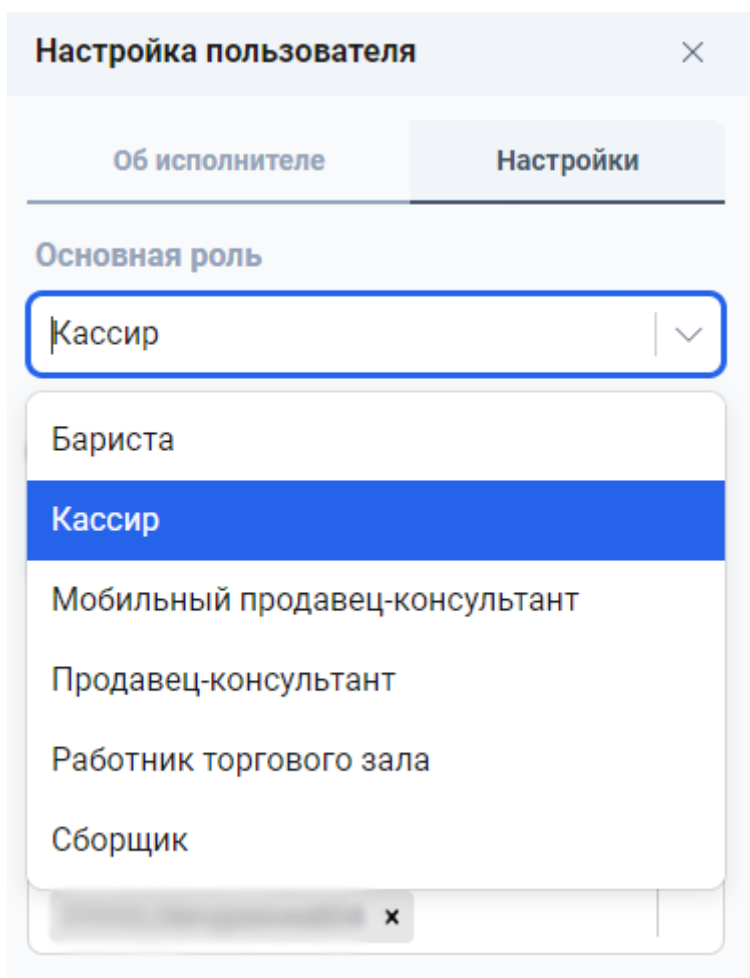 Настройка пользователя
Об исполнителе Настройки
Основная роль
Кассир
Бариста
Кассир
Мобильный продавец-консультант
Продавец-консультант
Работник торгового зала
Сборщик